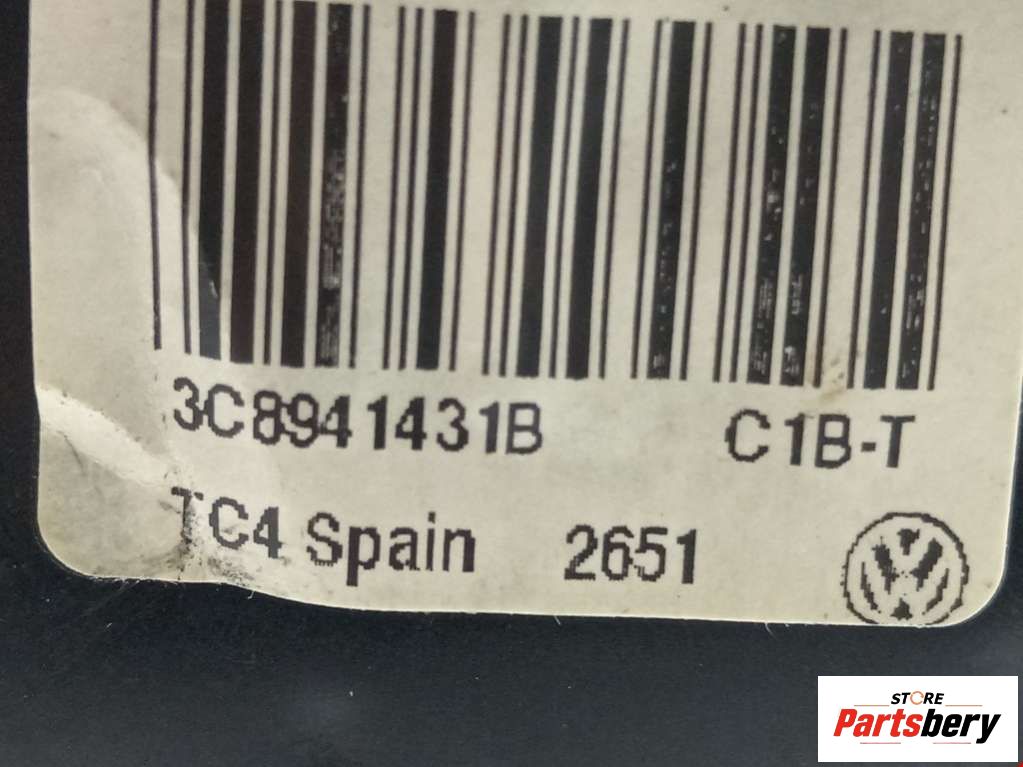 3C8941431B C1B-T
TC4 Spain 2651
STORE
Partsbery